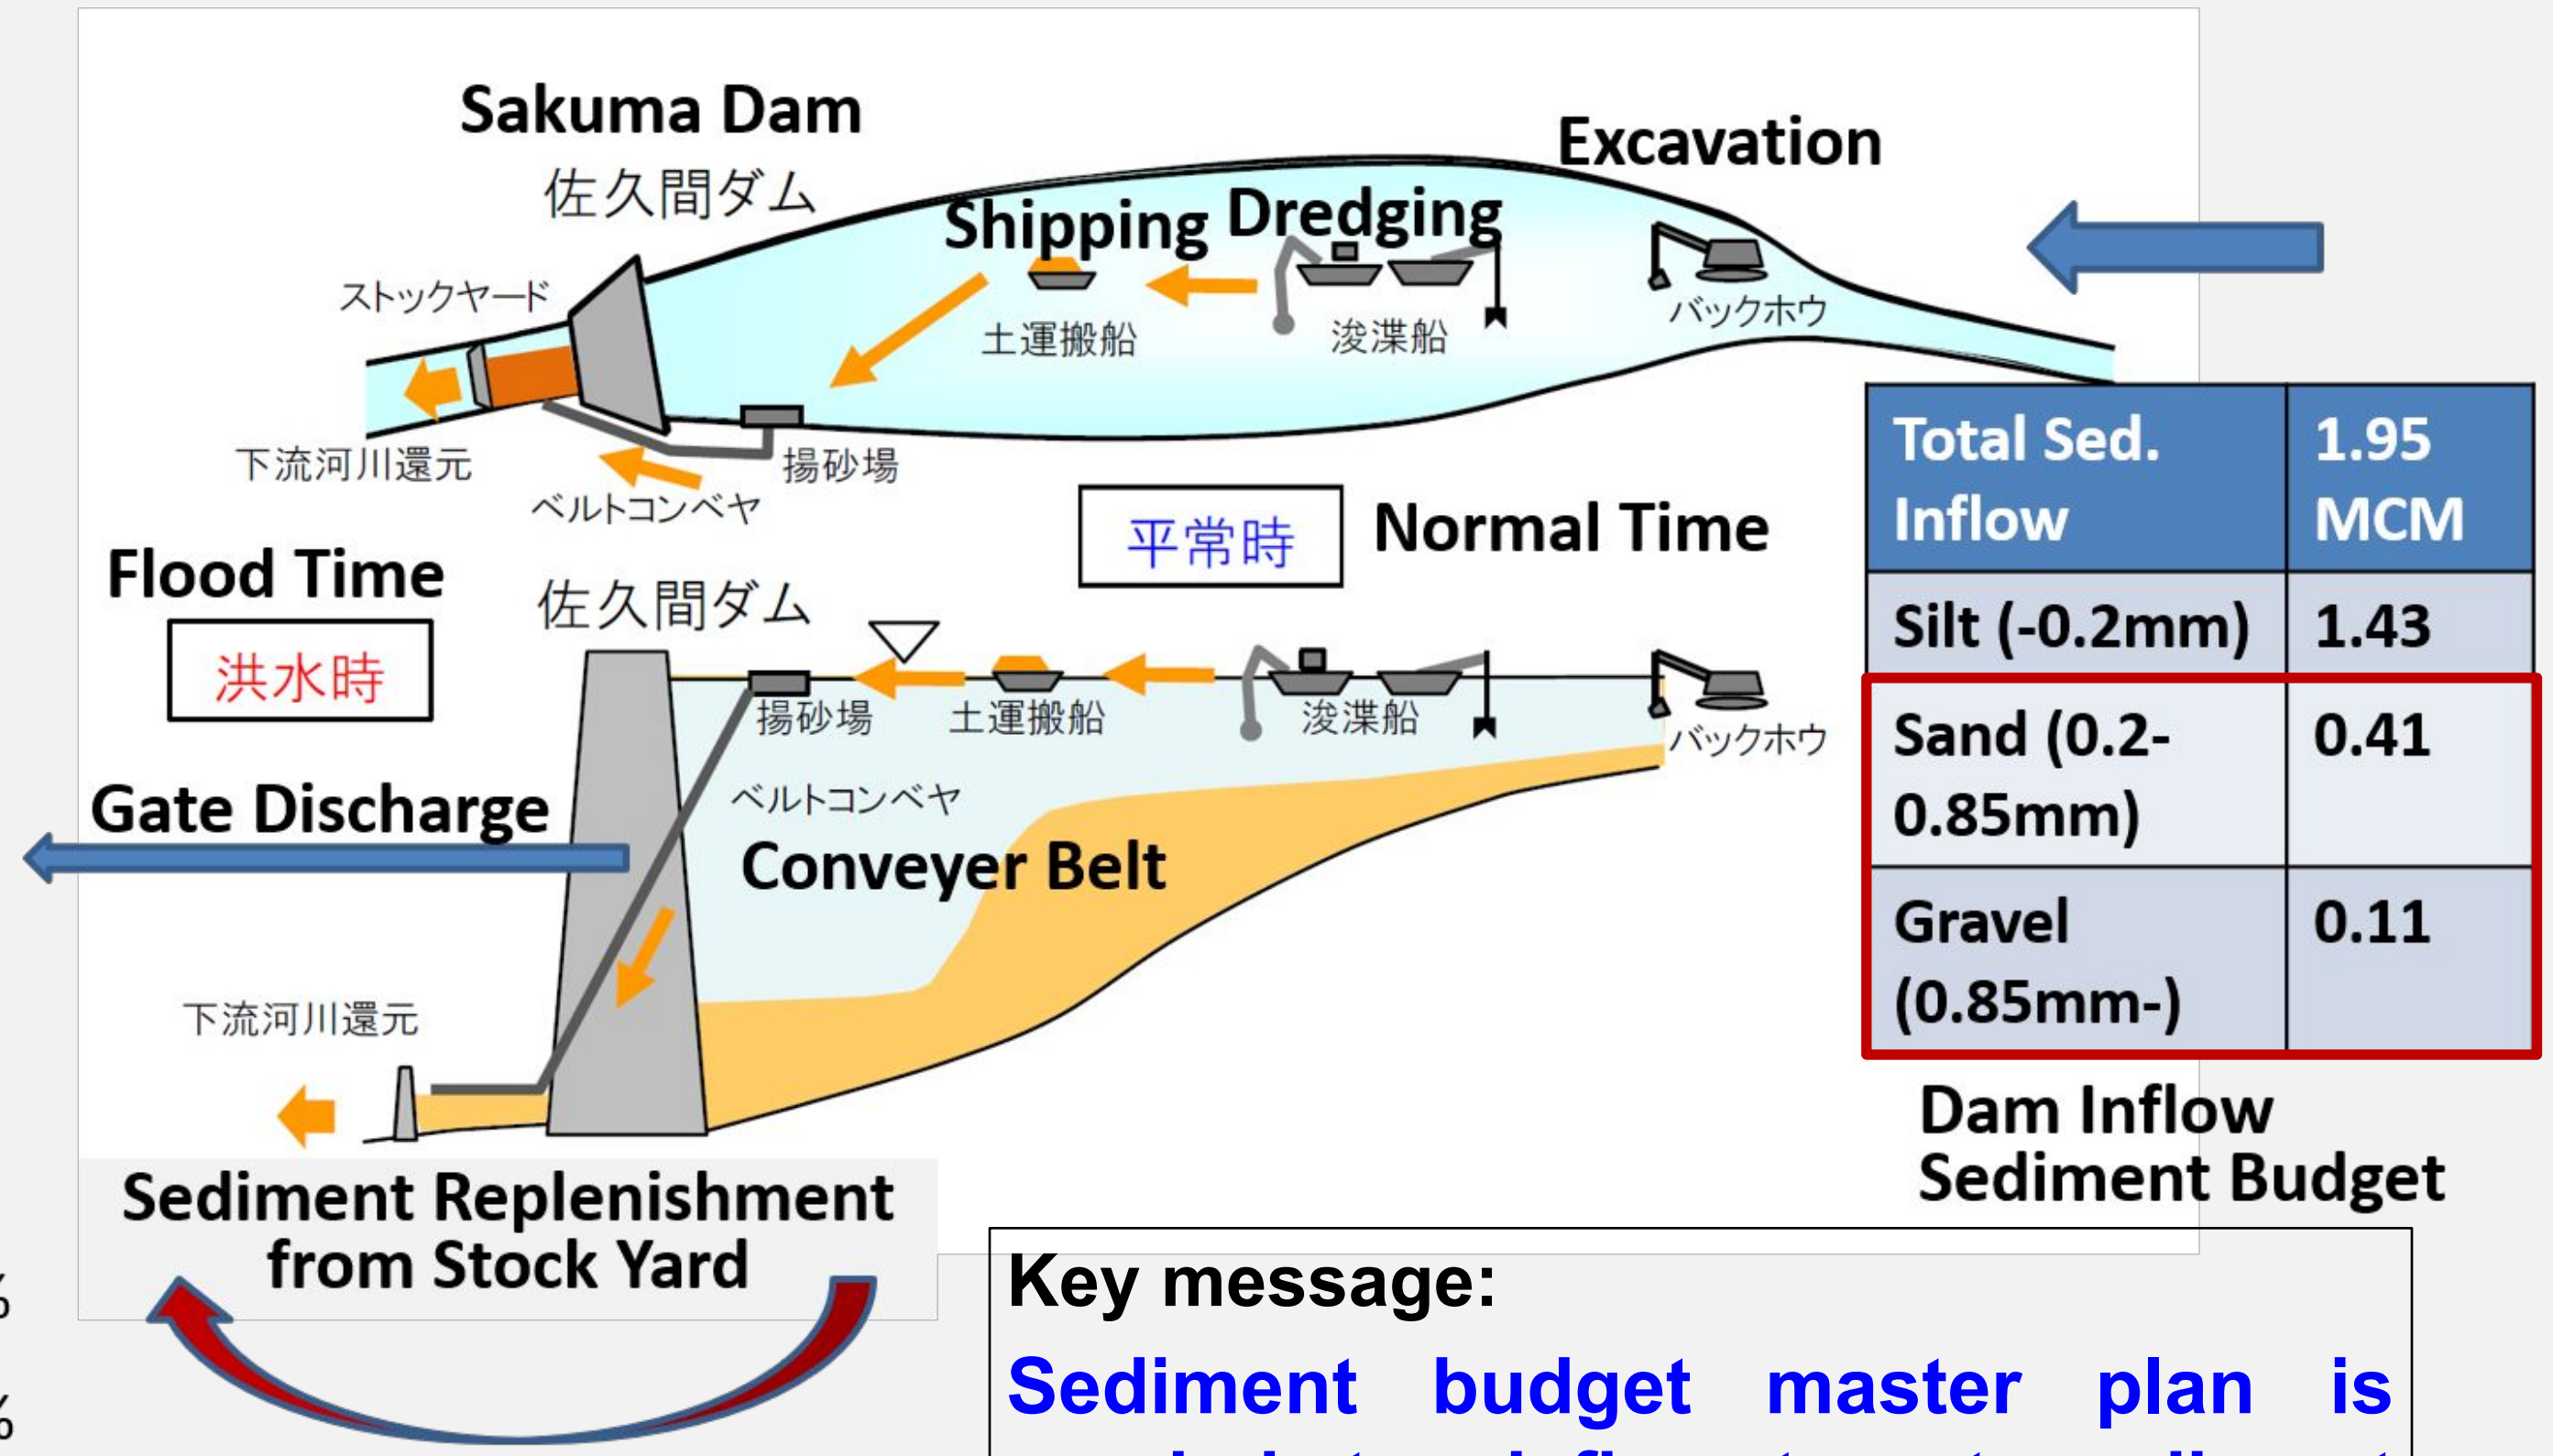 Sakuma Dam
佐久間ダム
Excavation
Shipping
Dredging
ストックヤード
土運搬船
浚渫船
バックホウ
下流河川還元
ベルトコンベヤ
揚砂場
平常時
Normal Time
Flood Time
洪水時
佐久間ダム
揚砂場
土運搬船
浚渫船
バックホウ
Gate Discharge
ベルトコンベヤ
Conveyer Belt
下流河川還元
Sediment Replenishment
from Stock Yard
Total Sed.
Inflow
1.95
MCM
Silt (-0.2mm)
1.43
Sand (0.2-
0.85mm)
0.41
Gravel
(0.85mm-)
0.11
Dam Inflow
Sediment Budget
%
%
Key message:
Sediment budget master plan is